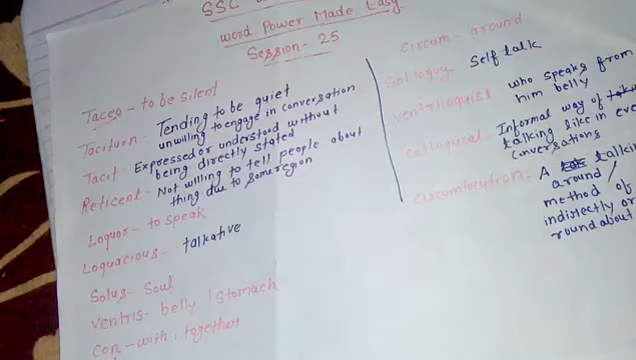 SSC
Word Power Made Easy
Session - 25
Taceo - to be silent
Taciturn - Tending to be quiet
unwilling to engage in conversation
Tacit - Expressed or understood without
being directly stated
Reticent - Not willing to tell people about
thing due to some region
Loquor - to speak
Loquacious - talkative
Solus - Soul
Ventris - belly / Stomach
Con - with, together
Circum - around
Soliloquy - Self talk
ventriloquist - who speaks from
him belly
colloquial - Informal way of
talking like in
conversations
circumlocution - A
around /
method of
indirectly or
round about